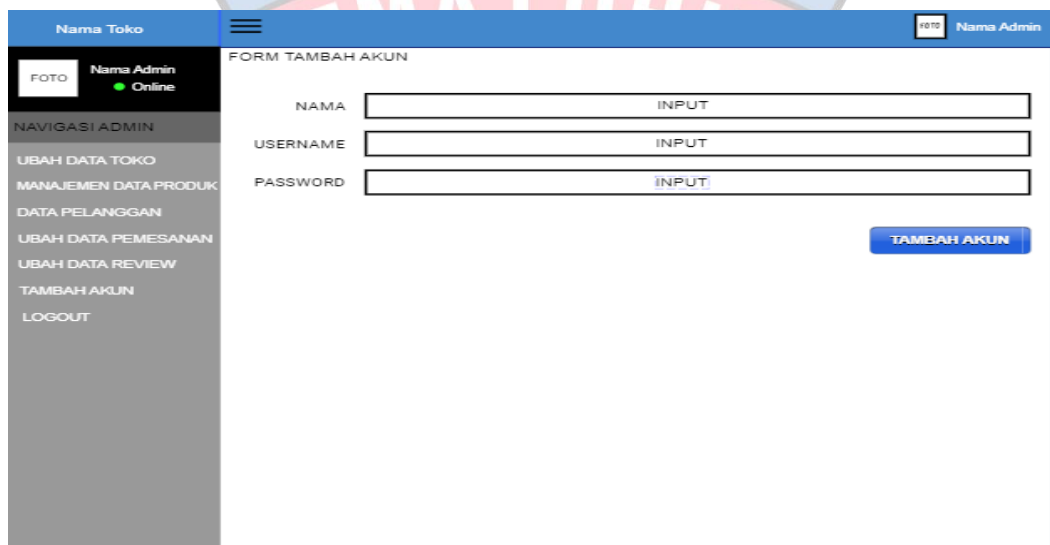 Nama Toko
FOTO Nama Admin
FOTO
Nama Admin
Online
NAVIGASI ADMIN
UBAH DATA TOKO
MANAJEMEN DATA PRODUK
DATA PELANGGAN
UBAH DATA PEMESANAN
UBAH DATA REVIEW
TAMBAH AKUN
LOGOUT
FORM TAMBAH AKUN
NAMA INPUT
USERNAME INPUT
PASSWORD INPUT
TAMBAH AKUN